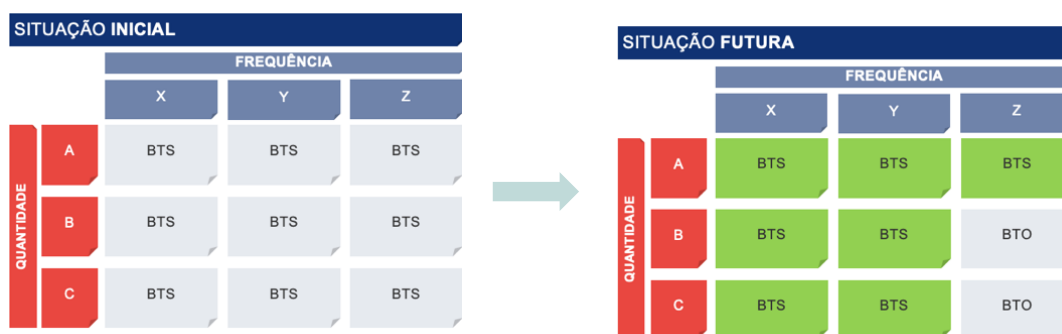 SITUAÇÃO INICIAL
FREQUÊNCIA
X Y Z
QUANTIDADE
A BTS BTS BTS
B BTS BTS BTS
C BTS BTS BTS
SITUAÇÃO FUTURA
FREQUÊNCIA
X Y Z
QUANTIDADE
A BTS BTS BTS
B BTS BTS BTO
C BTS BTS BTO